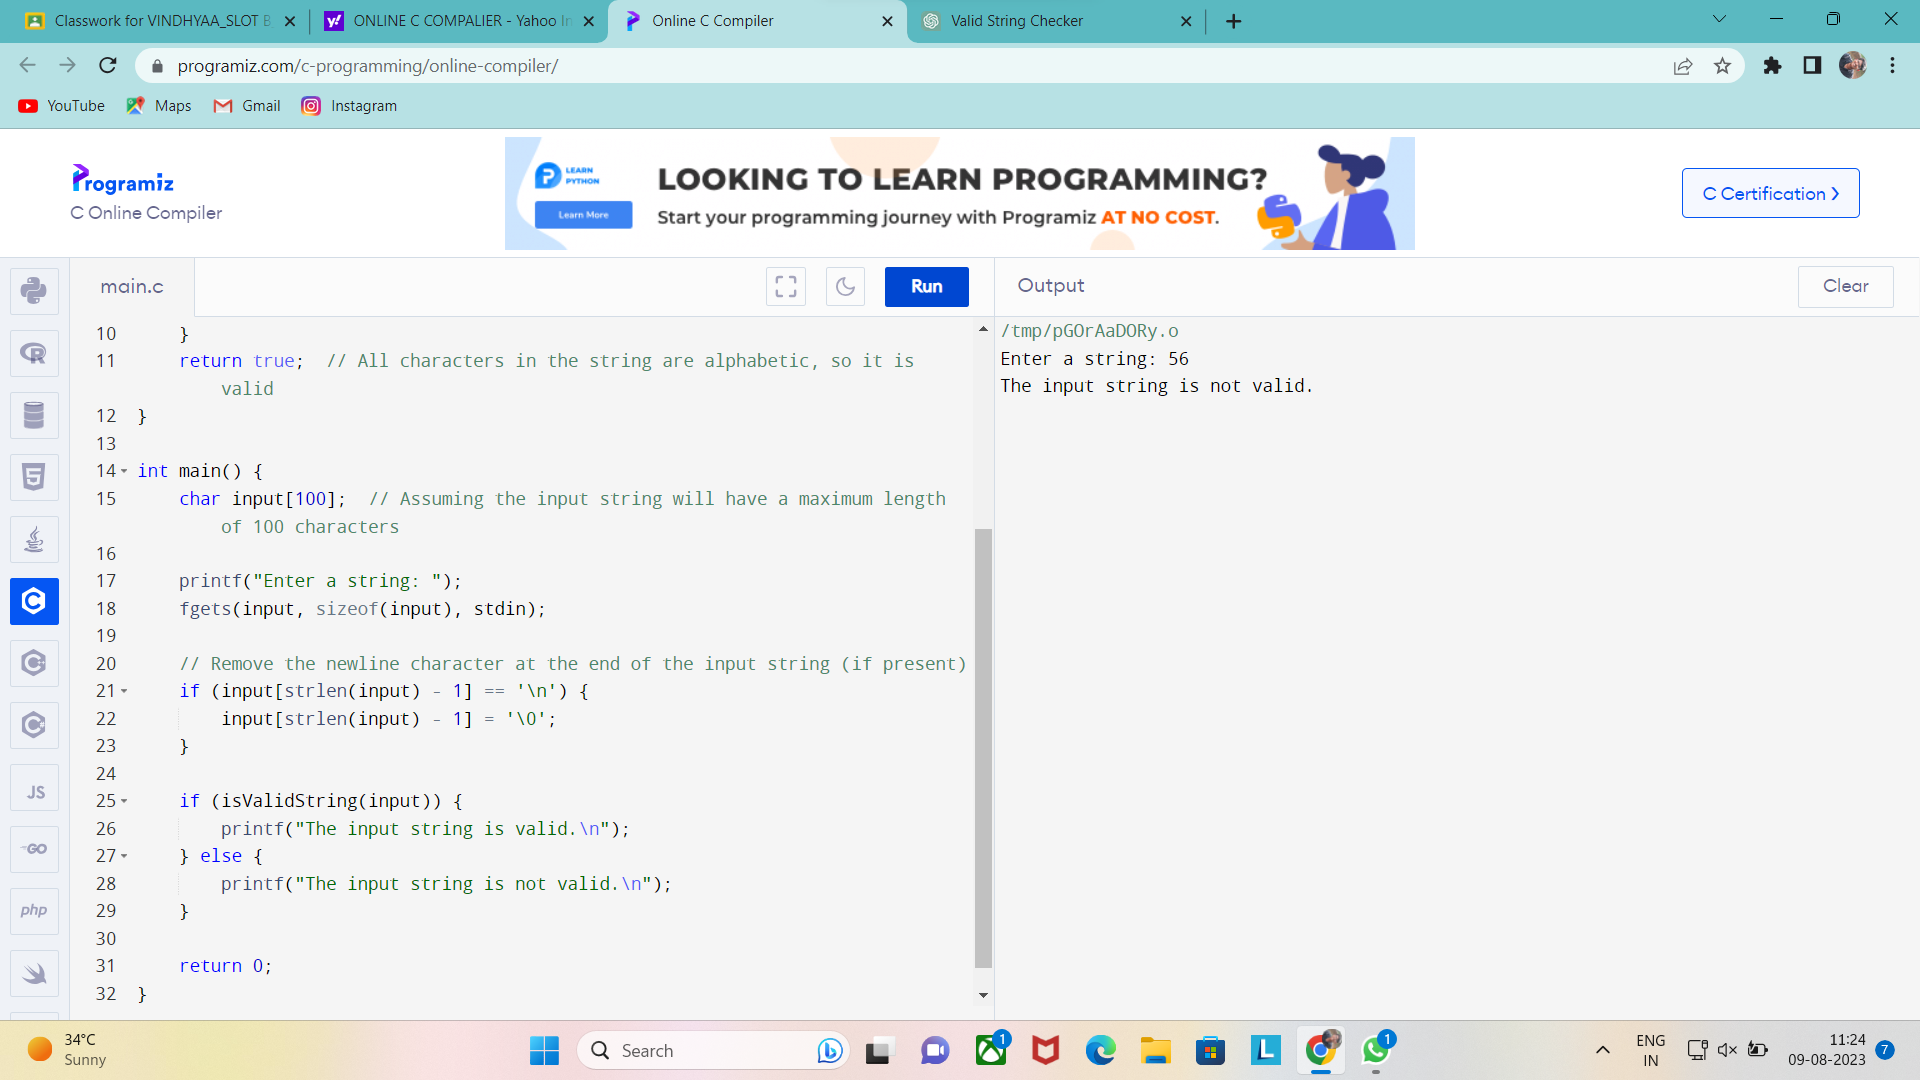 Classwork for VINDHYAA_SLOT B
ONLINE C COMPALIER - Yahoo In
Online C Compiler
Valid String Checker
programiz.com/c-programming/online-compiler/
YouTube
Maps
Gmail
Instagram
Programiz
C Online Compiler
LEARN
PYTHON
Learn More
LOOKING TO LEARN PROGRAMMING?
Start your programming journey with Programiz AT NO COST.
C Certification
main.c
Run
Output
Clear
10 }
11 return true; // All characters in the string are alphabetic, so it is
valid
12 }
13
14 int main() {
15 char input[100]; // Assuming the input string will have a maximum length
of 100 characters
16
17 printf("Enter a string: ");
18 fgets(input, sizeof(input), stdin);
19
20 // Remove the newline character at the end of the input string (if present)
21 if (input[strlen(input) - 1] == '\n') {
22 input[strlen(input) - 1] = '\0';
23 }
24
25 if (isValidString(input)) {
26 printf("The input string is valid.\n");
27 } else {
28 printf("The input string is not valid.\n");
29 }
30
31 return 0;
32 }
/tmp/pGOrAaDORy.o
Enter a string: 56
The input string is not valid.
JS
GO
php
34°C
Sunny
Search
1
L
1
ENG
IN
11:24
09-08-2023
7